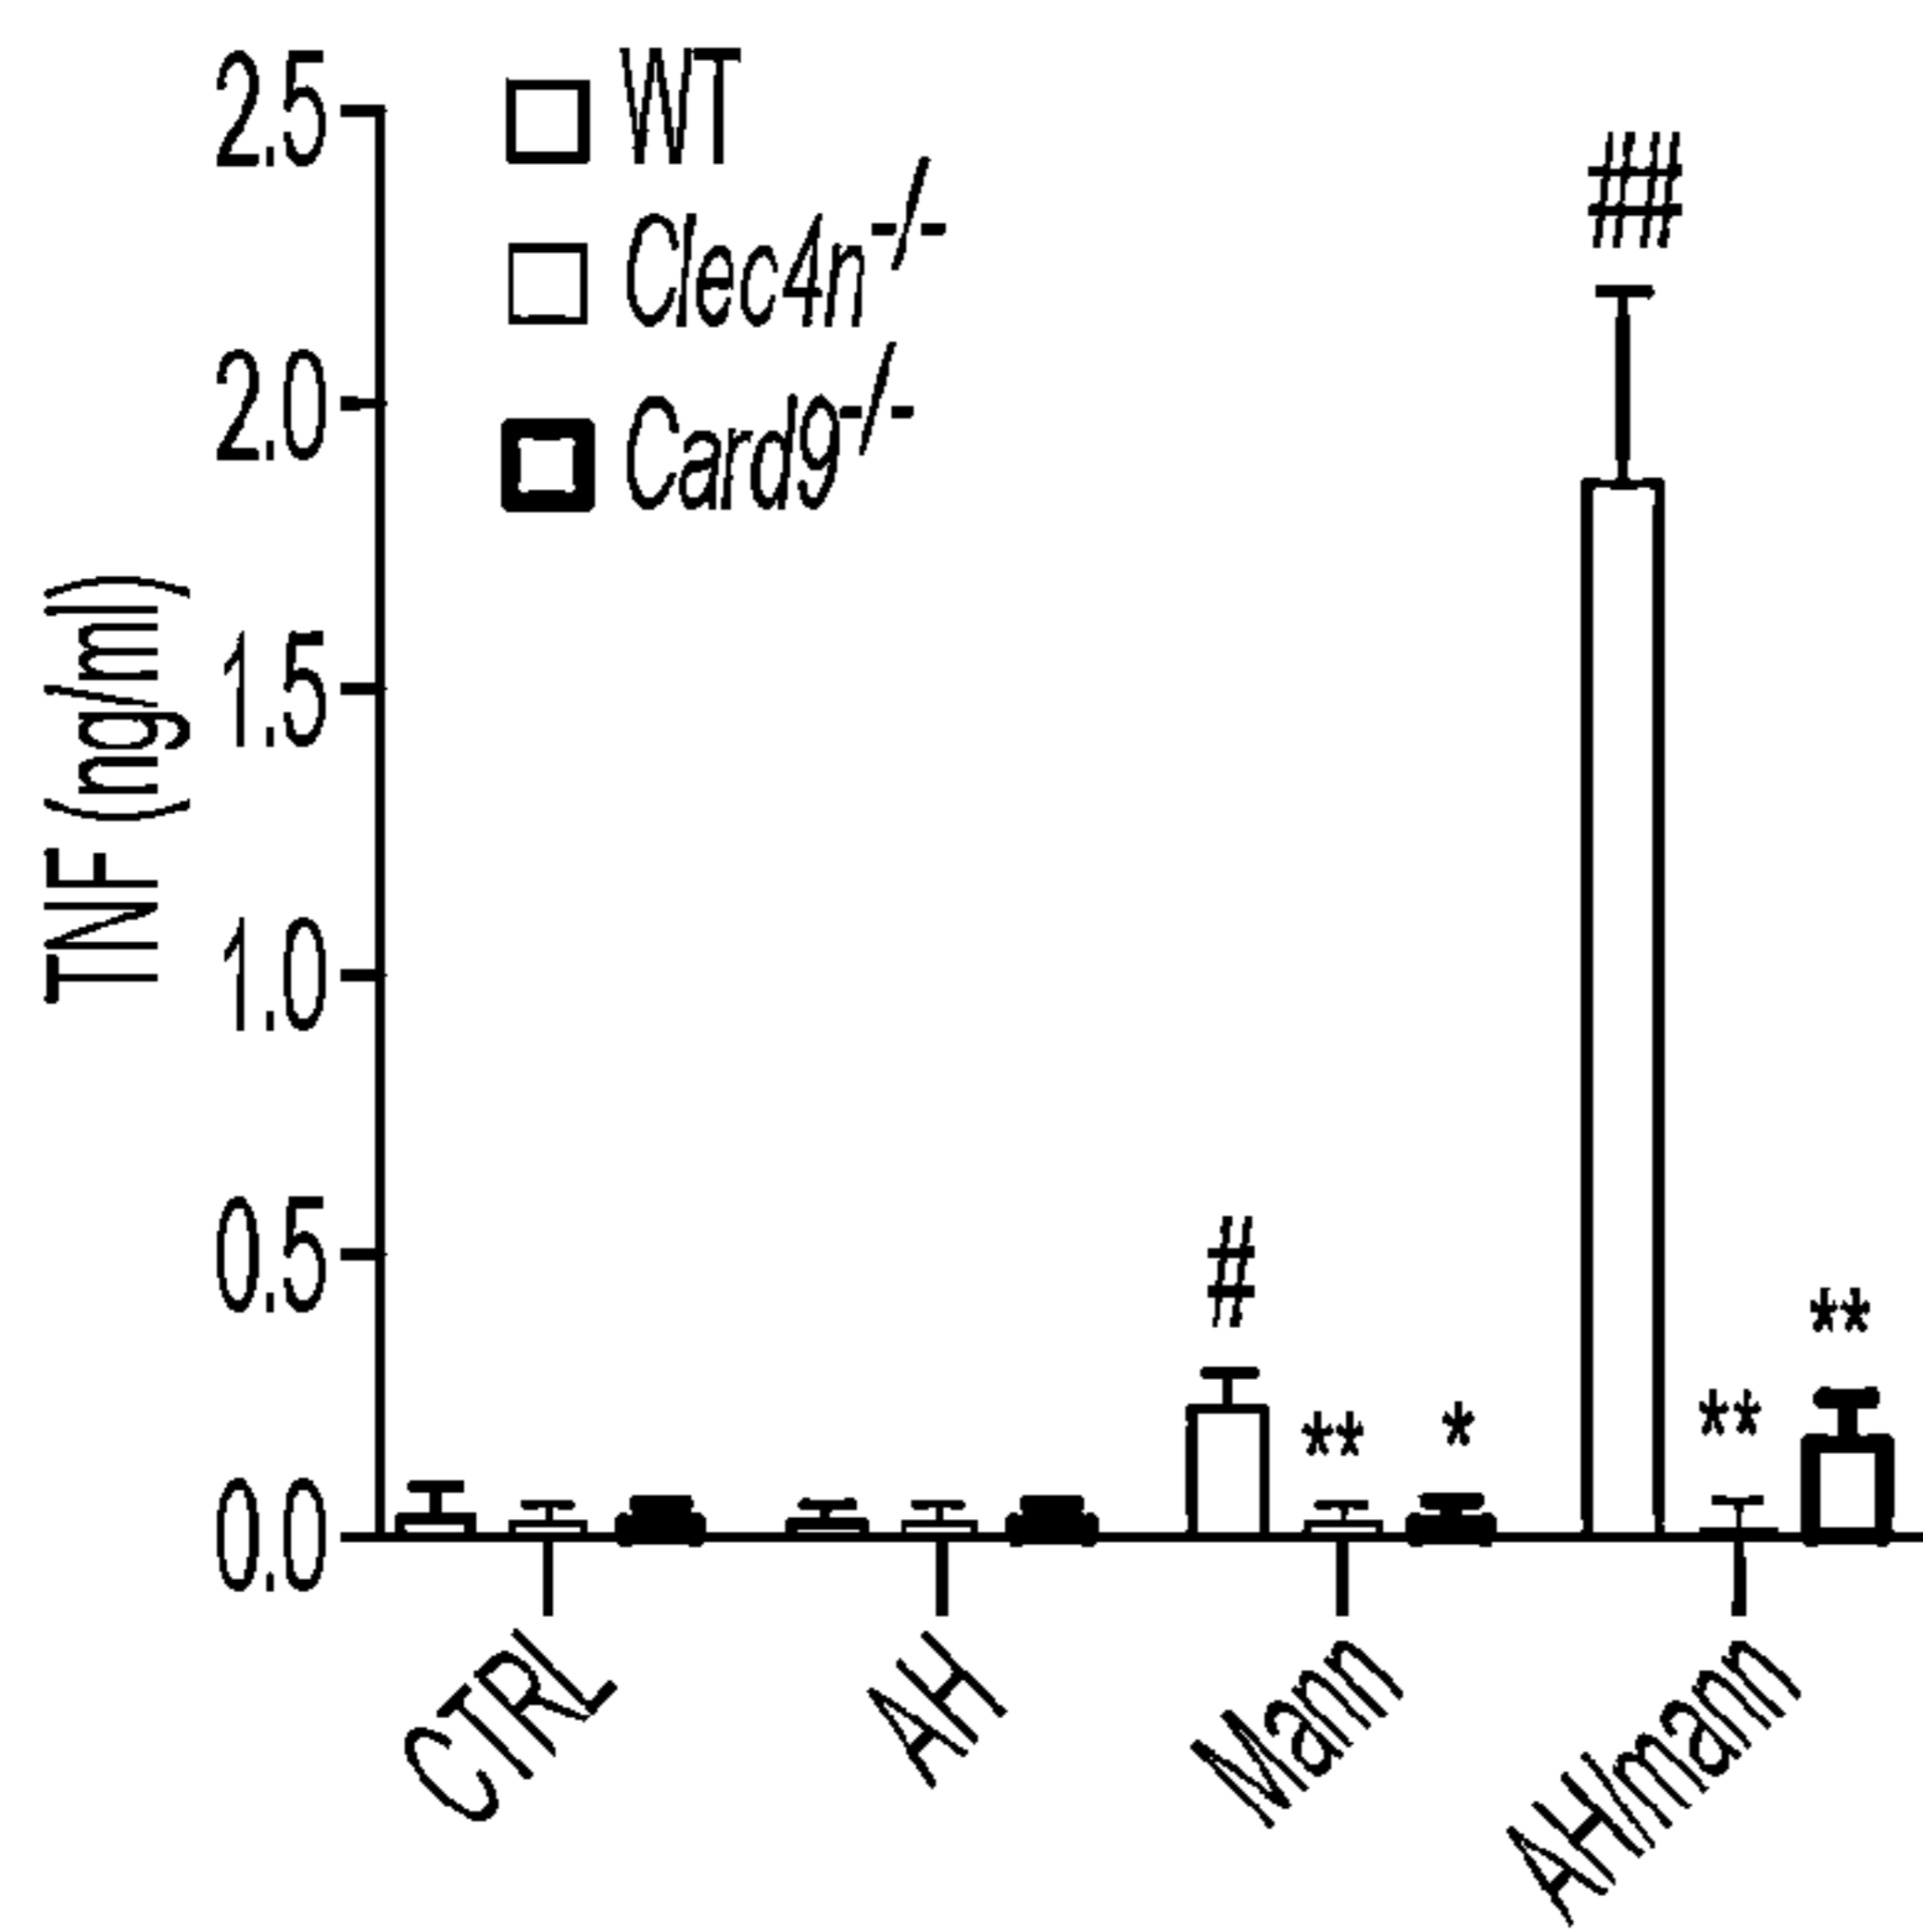 2.5
2.0
1.5
1.0
0.5
0.0
TNF (ng/ml)
WT
Clec4n-/-
Card9-/-
##
#
**
*
**
**
CTRL
AH
Mann
AH/mann